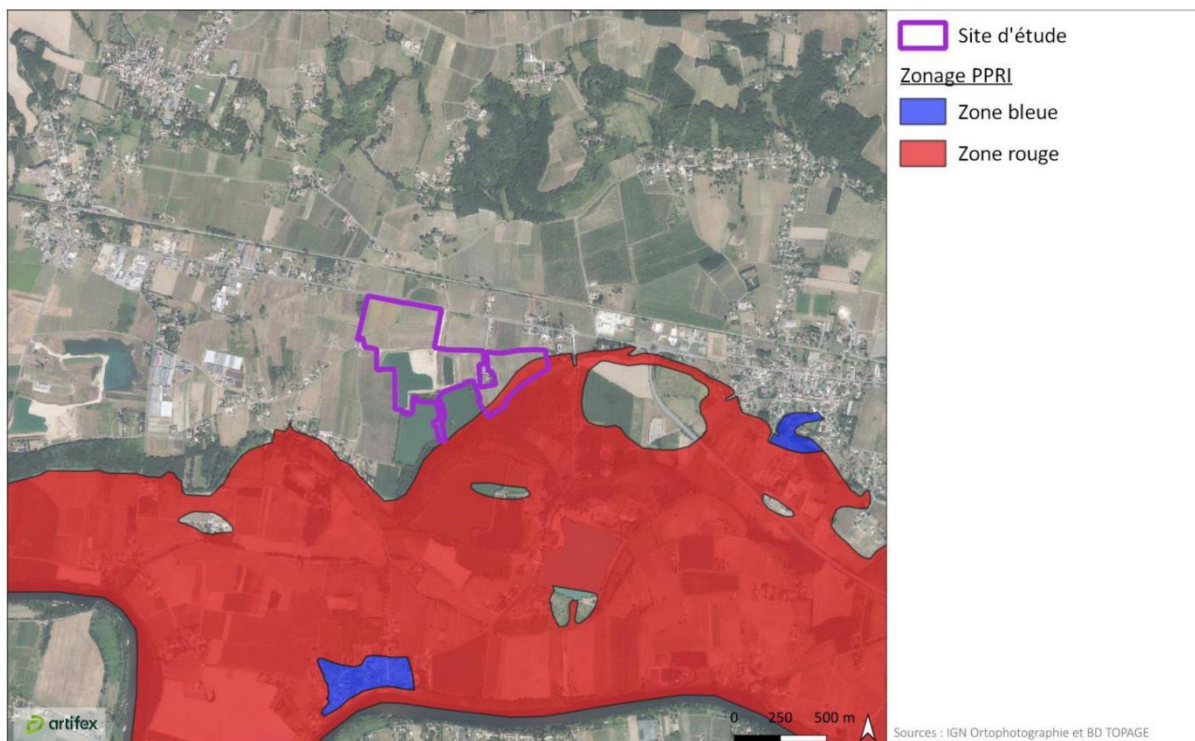 Site d'étude
Zonage PPRI
Zone bleue
Zone rouge
artifex
0 250 500 m
Sources : IGN Ortophotographie et BD TOPAGE